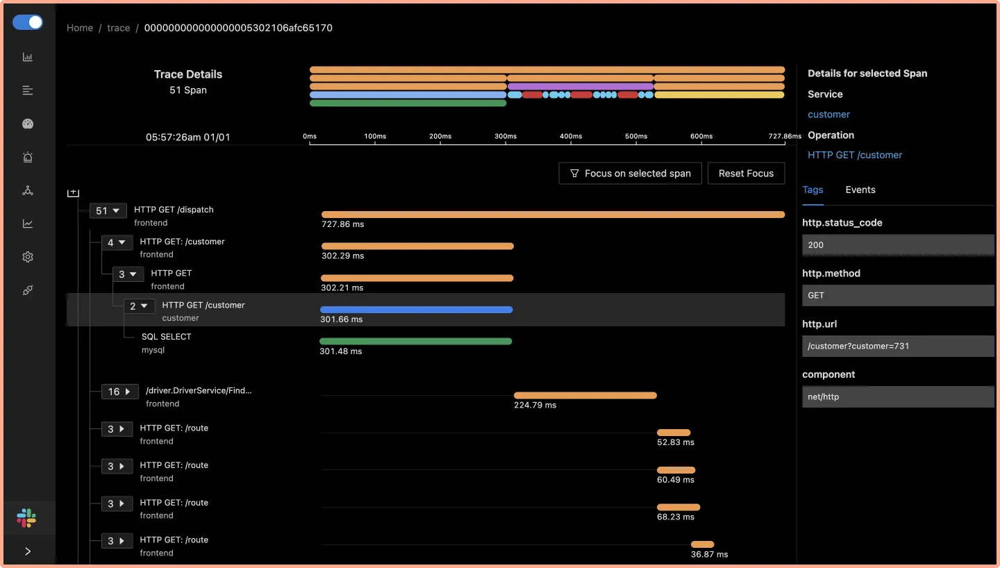 Home / trace / 000000000000000005302106afc65170
Trace Details
51 Span
05:57:26am 01/01
0ms 100ms 200ms 300ms 400ms 500ms 600ms 727.86ms
Focus on selected span Reset Focus
51 HTTP GET /dispatch
frontend
727.86 ms
4 HTTP GET: /customer
frontend
302.29 ms
3 HTTP GET
frontend
302.21 ms
2 HTTP GET /customer
customer
301.66 ms
SQL SELECT
mysql
301.48 ms
16 /driver.DriverService/Find...
frontend
224.79 ms
3 HTTP GET: /route
frontend
52.83 ms
3 HTTP GET: /route
frontend
60.49 ms
3 HTTP GET: /route
frontend
68.23 ms
3 HTTP GET: /route
frontend
36.87 ms
Details for selected Span
Service
customer
Operation
HTTP GET /customer
Tags Events
http.status_code
200
http.method
GET
http.url
/customer?customer=731
component
net/http